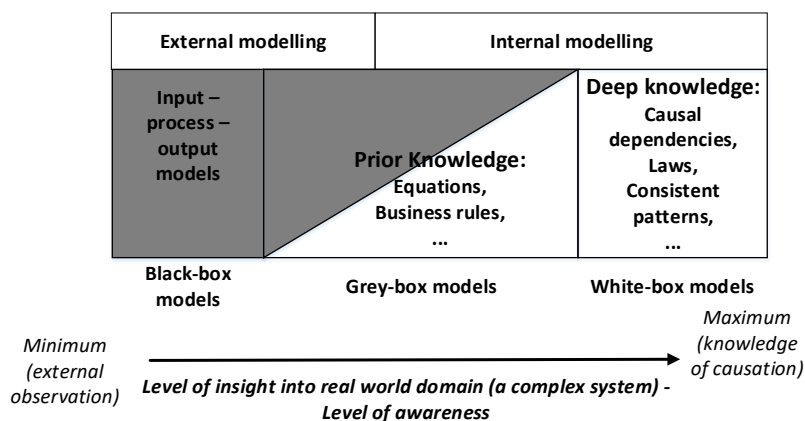 External modelling
Internal modelling
Input –
process –
output
models
Prior Knowledge:
Equations,
Business rules,
...
Deep knowledge:
Causal
dependencies,
Laws,
Consistent
patterns,
...
Black-box
models
Grey-box models
White-box models
Minimum
(external
observation)
Maximum
(knowledge
of causation)
Level of insight into real world domain (a complex system) -
Level of awareness